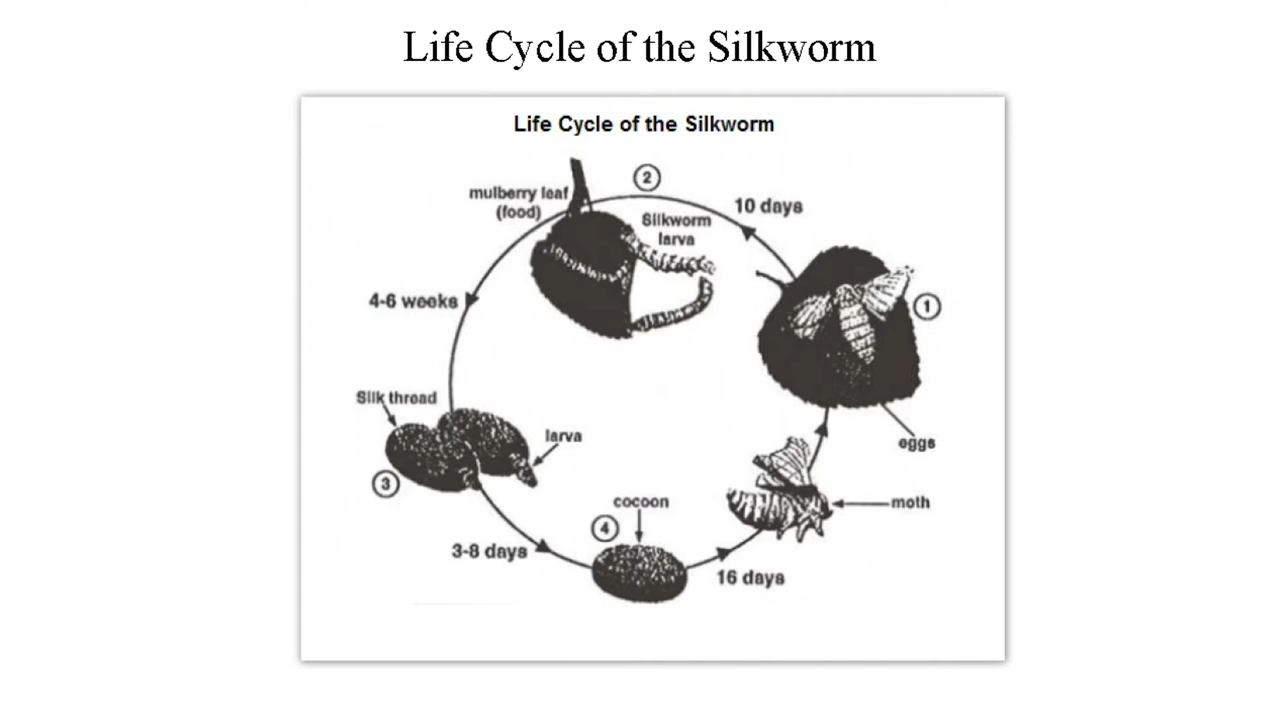 Life Cycle of the Silkworm
Life Cycle of the Silkworm
2
mulberry leaf
(food)
10 days
Silkworm
larva
1
4-6 weeks
Silk thread
larva
eggs
3
cocoon
moth
4
3-8 days
16 days